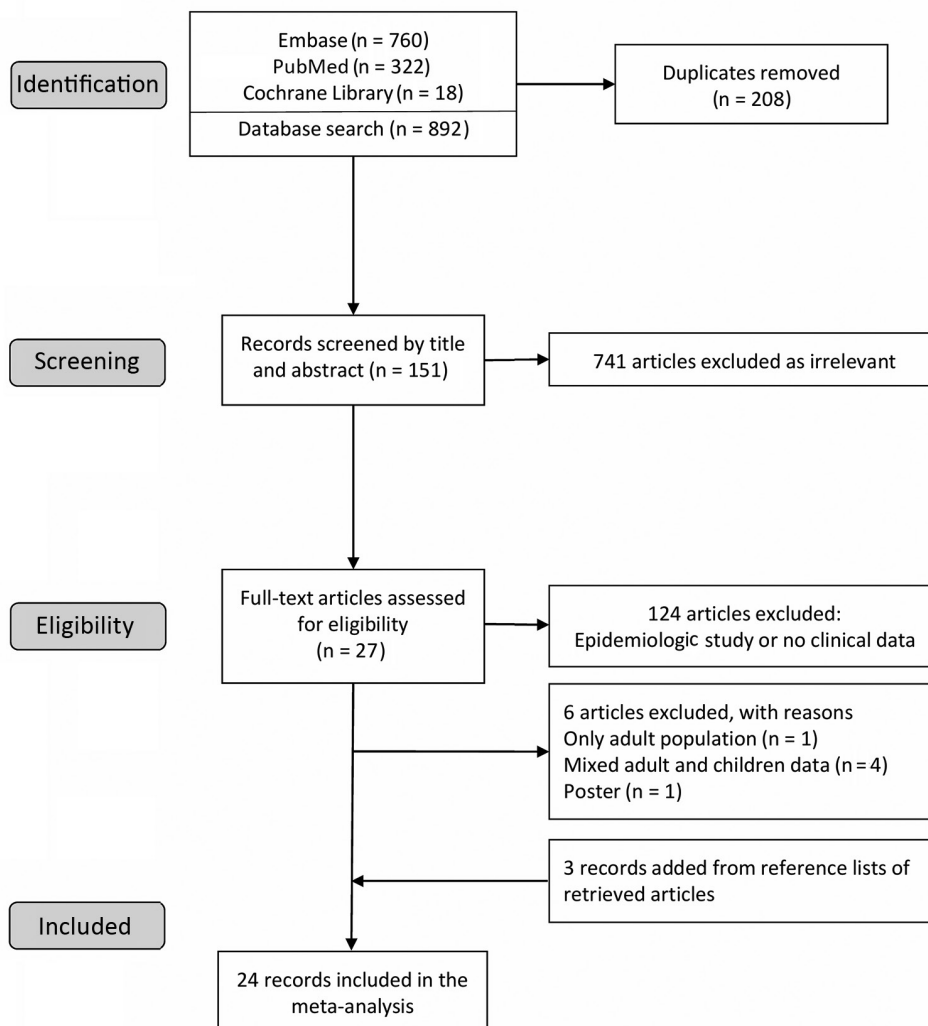 Identification
Embase (n = 760)
PubMed (n = 322)
Cochrane Library (n = 18)
Database search (n = 892)
Duplicates removed
(n = 208)
Screening
Records screened by title
and abstract (n = 151)
741 articles excluded as irrelevant
Eligibility
Full-text articles assessed
for eligibility
(n = 27)
124 articles excluded:
Epidemiologic study or no clinical data
6 articles excluded, with reasons
Only adult population (n = 1)
Mixed adult and children data (n = 4)
Poster (n = 1)
3 records added from reference lists of
retrieved articles
Included
24 records included in the
meta-analysis